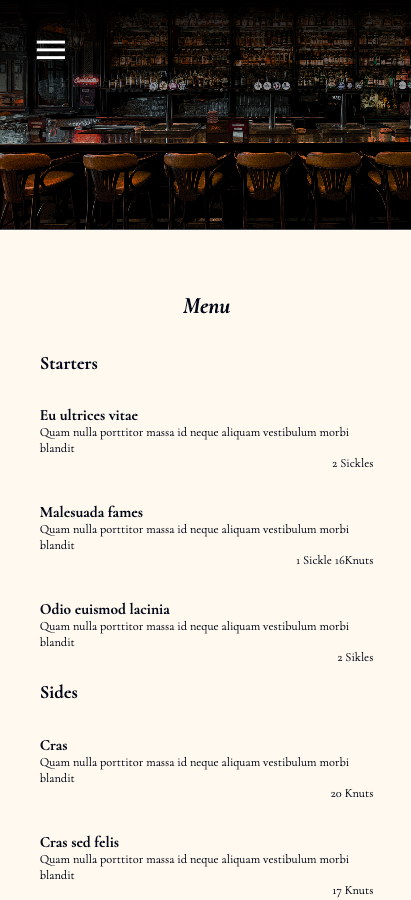 Menu
Starters
Eu ultrices vitae
Quam nulla porttitor massa id neque aliquam vestibulum morbi
blandit
2 Sickles
Malesuada fames
Quam nulla porttitor massa id neque aliquam vestibulum morbi
blandit
1 Sickle 16Knuts
Odio euismod lacinia
Quam nulla porttitor massa id neque aliquam vestibulum morbi
blandit
2 Sikles
Sides
Cras
Quam nulla porttitor massa id neque aliquam vestibulum morbi
blandit
20 Knuts
Cras sed felis
Quam nulla porttitor massa id neque aliquam vestibulum morbi
blandit
17 Knuts